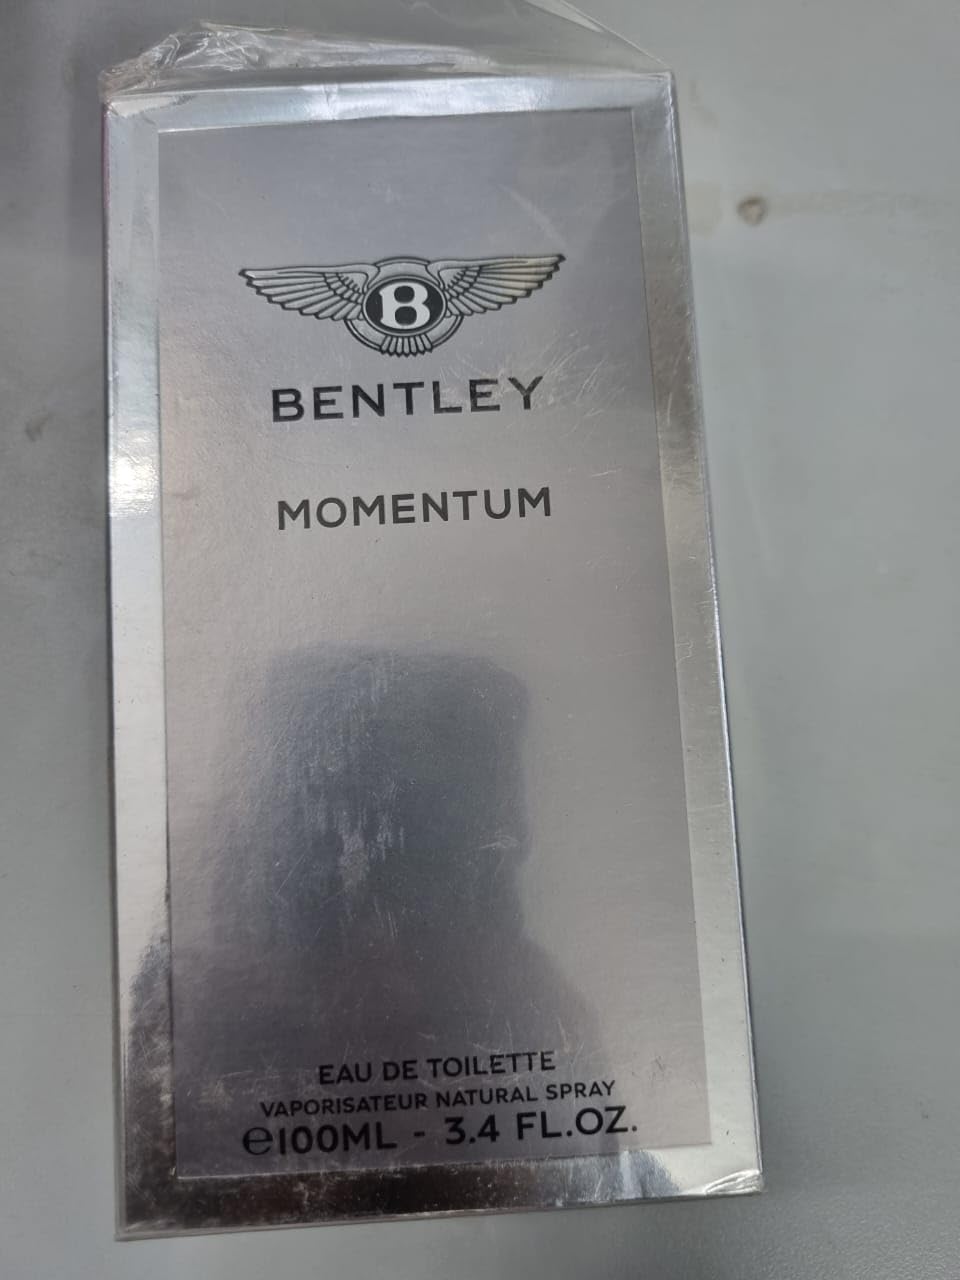 B
BENTLEY
MOMENTUM
EAU DE TOILETTE
VAPORISATEUR NATURAL SPRAY
℮100ML - 3.4 FL.OZ.